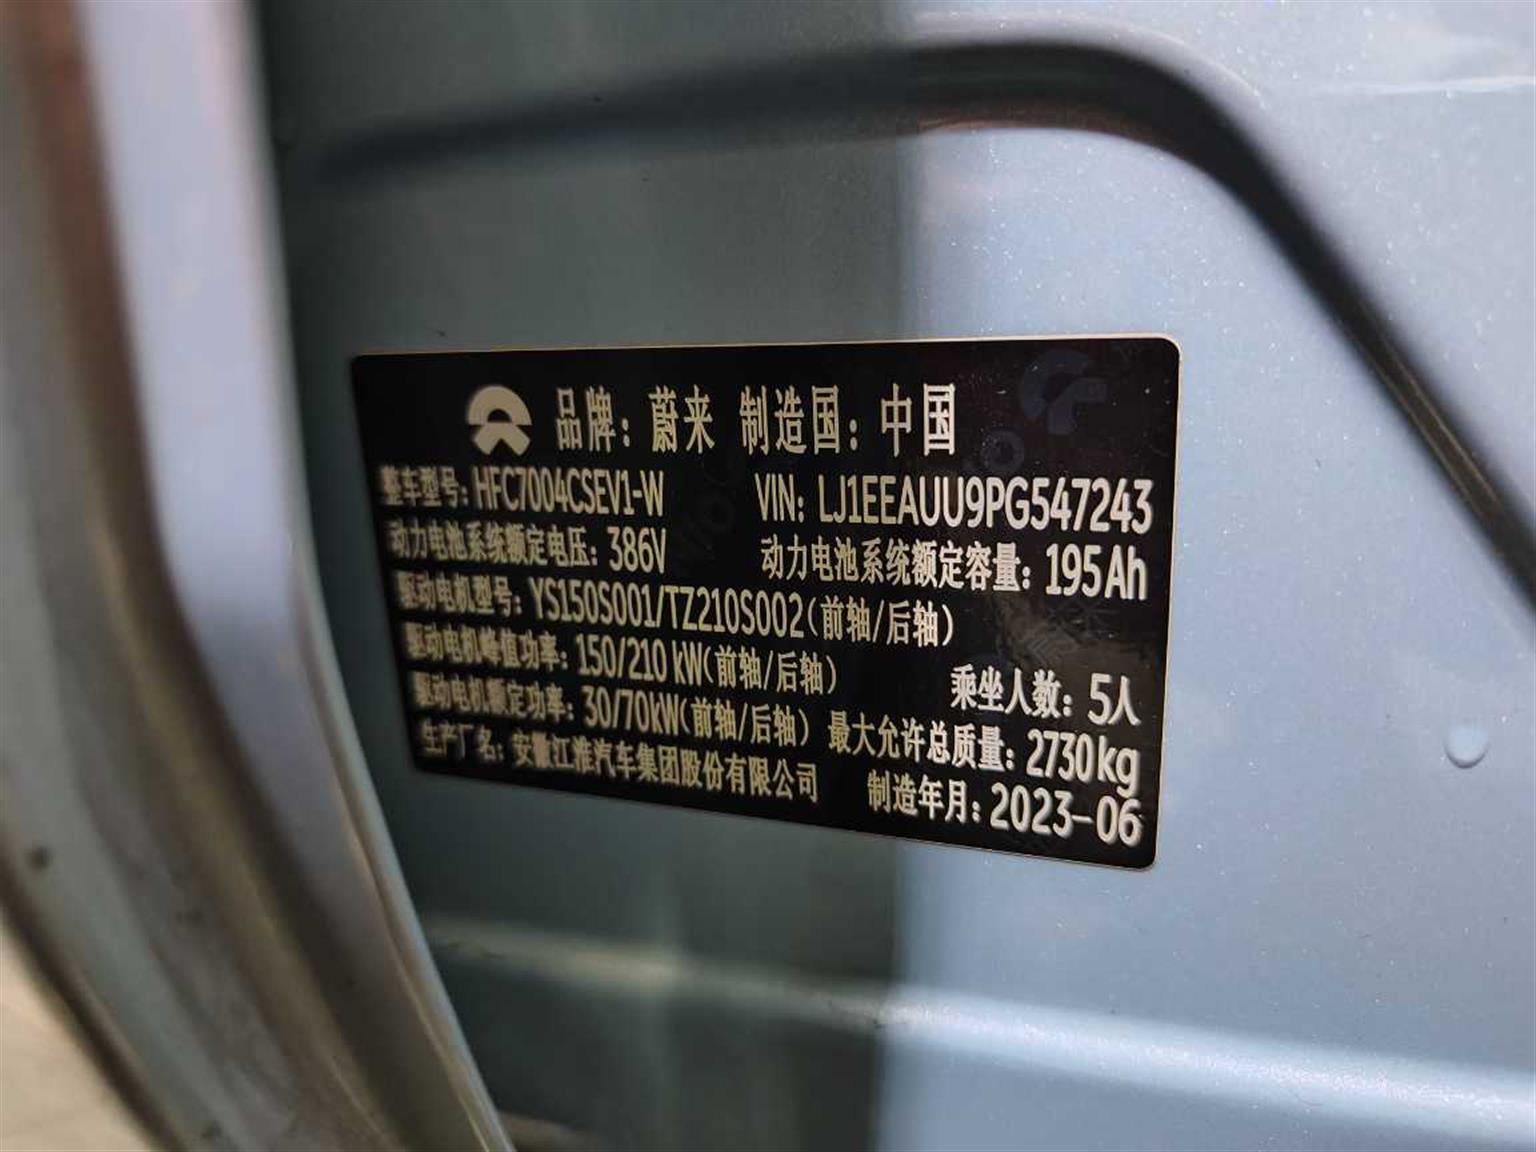 品牌：蔚来 制造国：中国
整车型号：HFC7004CSEV1-W VIN: LJ1EEAUU9PG547243
动力电池系统额定电压：386V 动力电池系统额定容量：195Ah
驱动电机型号：YS150S001/TZ210S002(前轴/后轴)
驱动电机峰值功率：150/210 kW(前轴/后轴) 乘坐人数：5人
驱动电机额定功率：30/70kW(前轴/后轴) 最大允许总质量：2730kg
生产厂名：安徽江淮汽车集团股份有限公司 制造年月：2023-06